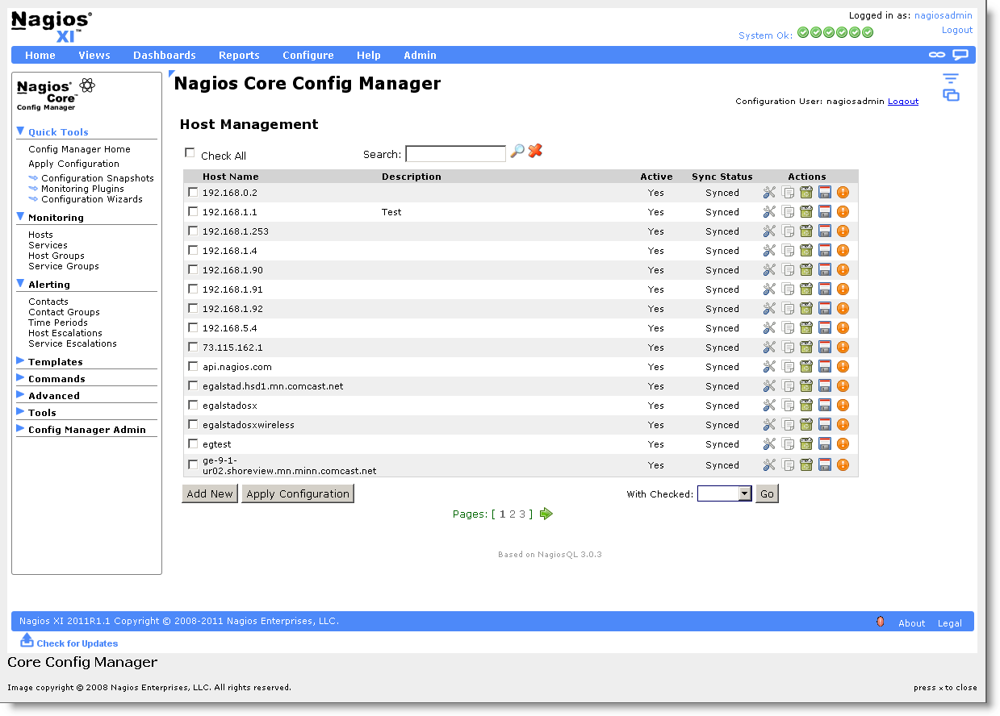 Nagios®
XI™
Logged in as: nagiosadmin
System Ok:
Logout
Home Views Dashboards Reports Configure Help Admin
Nagios®
Core™
Config Manager
Quick Tools
Config Manager Home
Apply Configuration
Configuration Snapshots
Monitoring Plugins
Configuration Wizards
Monitoring
Hosts
Services
Host Groups
Service Groups
Alerting
Contacts
Contact Groups
Time Periods
Host Escalations
Service Escalations
Templates
Commands
Advanced
Tools
Config Manager Admin
Nagios Core Config Manager
Configuration User: nagiosadmin Logout
Host Management
Check All Search:
Host Name Description Active Sync Status Actions
192.168.0.2 Yes Synced
192.168.1.1 Test Yes Synced
192.168.1.253 Yes Synced
192.168.1.4 Yes Synced
192.168.1.90 Yes Synced
192.168.1.91 Yes Synced
192.168.1.92 Yes Synced
192.168.5.4 Yes Synced
73.115.162.1 Yes Synced
api.nagios.com Yes Synced
egalstad.hsd1.mn.comcast.net Yes Synced
egalstadosx Yes Synced
egalstadosxwireless Yes Synced
egtest Yes Synced
ge-9-1-
ur02.shoreview.mn.minn.comcast.net Yes Synced
Add New Apply Configuration With Checked: Go
Pages: [ 1 2 3 ]
Based on NagiosQL 3.0.3
Nagios XI 2011R1.1 Copyright © 2008-2011 Nagios Enterprises, LLC. About Legal
Check for Updates
Core Config Manager
Image copyright © 2008 Nagios Enterprises, LLC. All rights reserved. press x to close